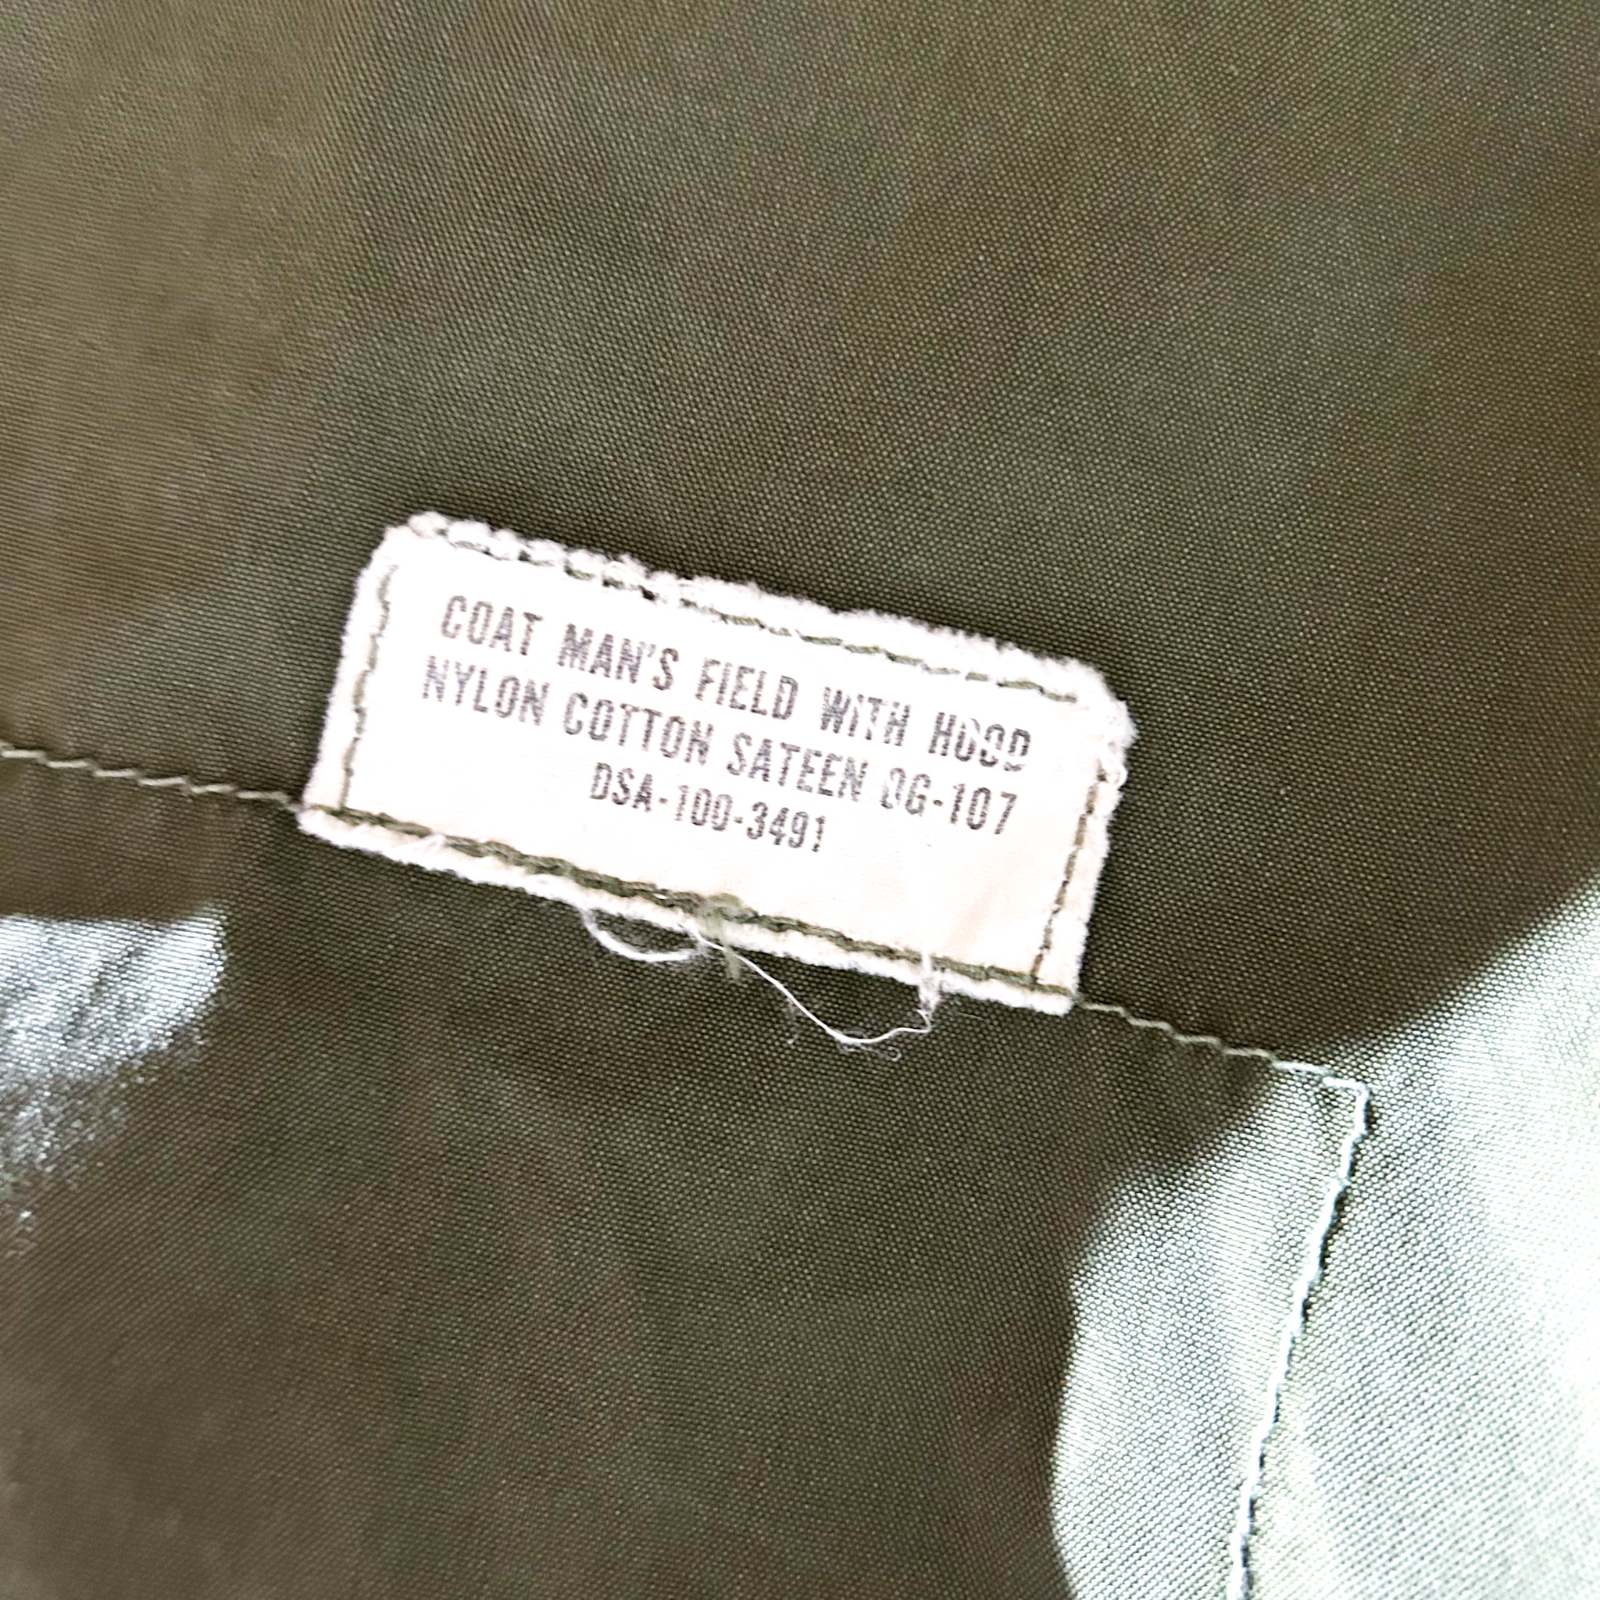 COAT MAN'S FIELD WITH HOOD
NYLON COTTON SATEEN OG-107
DSA-100-3491